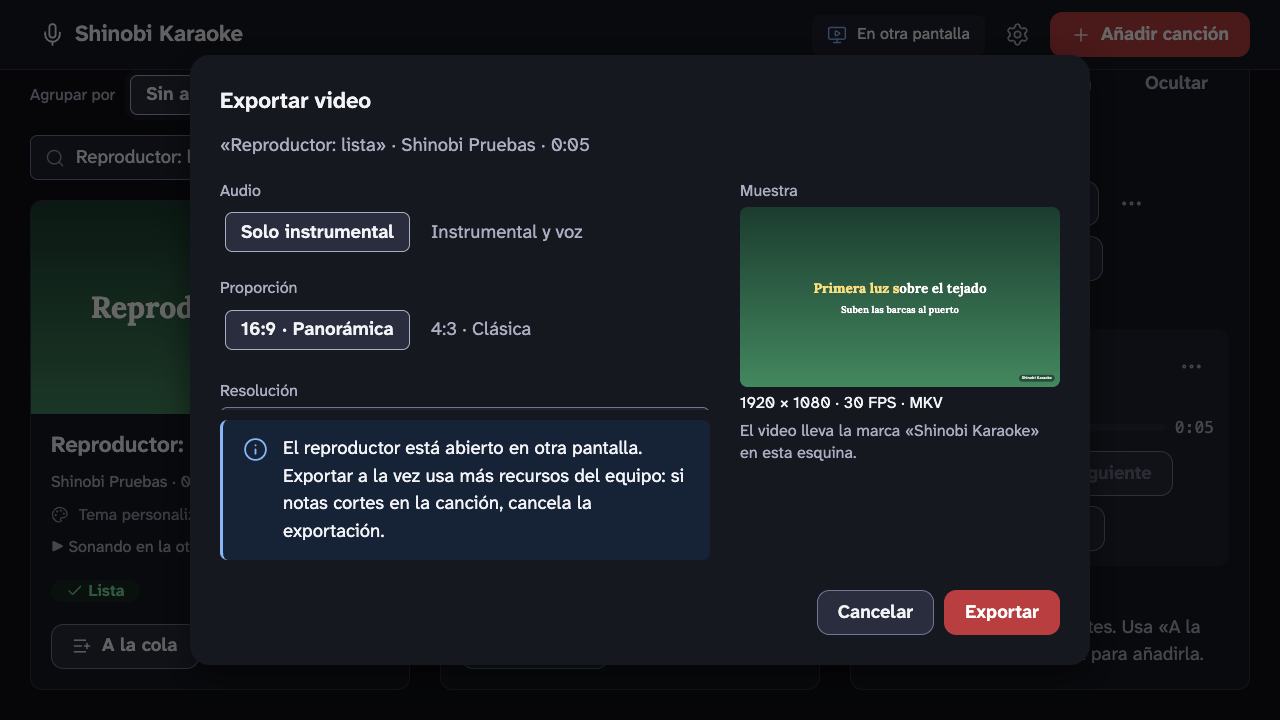 Shinobi Karaoke
En otra pantalla
Añadir canción
Agrupar por
Sin a
Ocultar
Reproductor: l
Reprod
Reproductor:
Shinobi Pruebas · 0
Tema personaliz
Sonando en la ot
Lista
A la cola
Exportar video
«Reproductor: lista» · Shinobi Pruebas · 0:05
Audio
Solo instrumental
Instrumental y voz
Proporción
16:9 · Panorámica
4:3 · Clásica
Resolución
El reproductor está abierto en otra pantalla.
Exportar a la vez usa más recursos del equipo: si
notas cortes en la canción, cancela la
exportación.
Muestra
Primera luz sobre el tejado
Suben las barcas al puerto
Shinobi Karaoke
1920 × 1080 · 30 FPS · MKV
El video lleva la marca «Shinobi Karaoke»
en esta esquina.
Cancelar
Exportar
0:05
guiente
tes. Usa «A la
para añadirla.